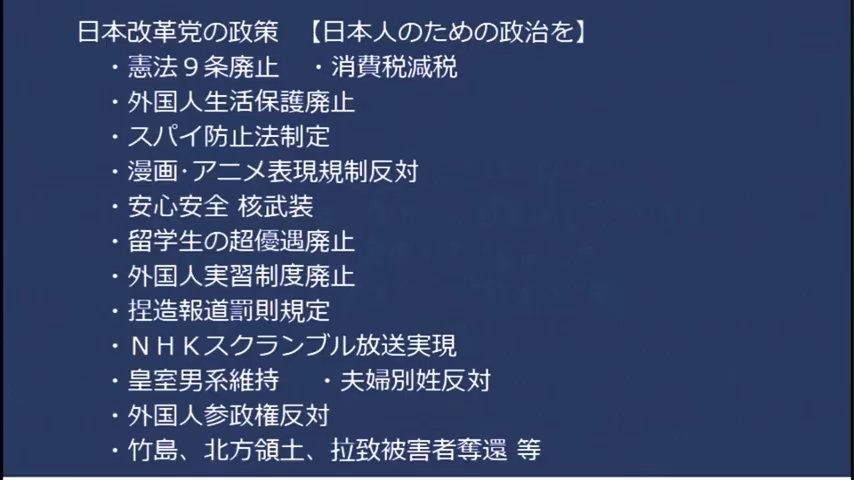 日本改革党の政策　【日本人のための政治を】
・憲法９条廃止　・消費税減税
・外国人生活保護廃止
・スパイ防止法制定
・漫画･アニメ表現規制反対
・安心安全 核武装
・留学生の超優遇廃止
・外国人実習制度廃止
・捏造報道罰則規定
・ＮＨＫスクランブル放送実現
・皇室男系維持　・夫婦別姓反対
・外国人参政権反対
・竹島、北方領土、拉致被害者奪還 等